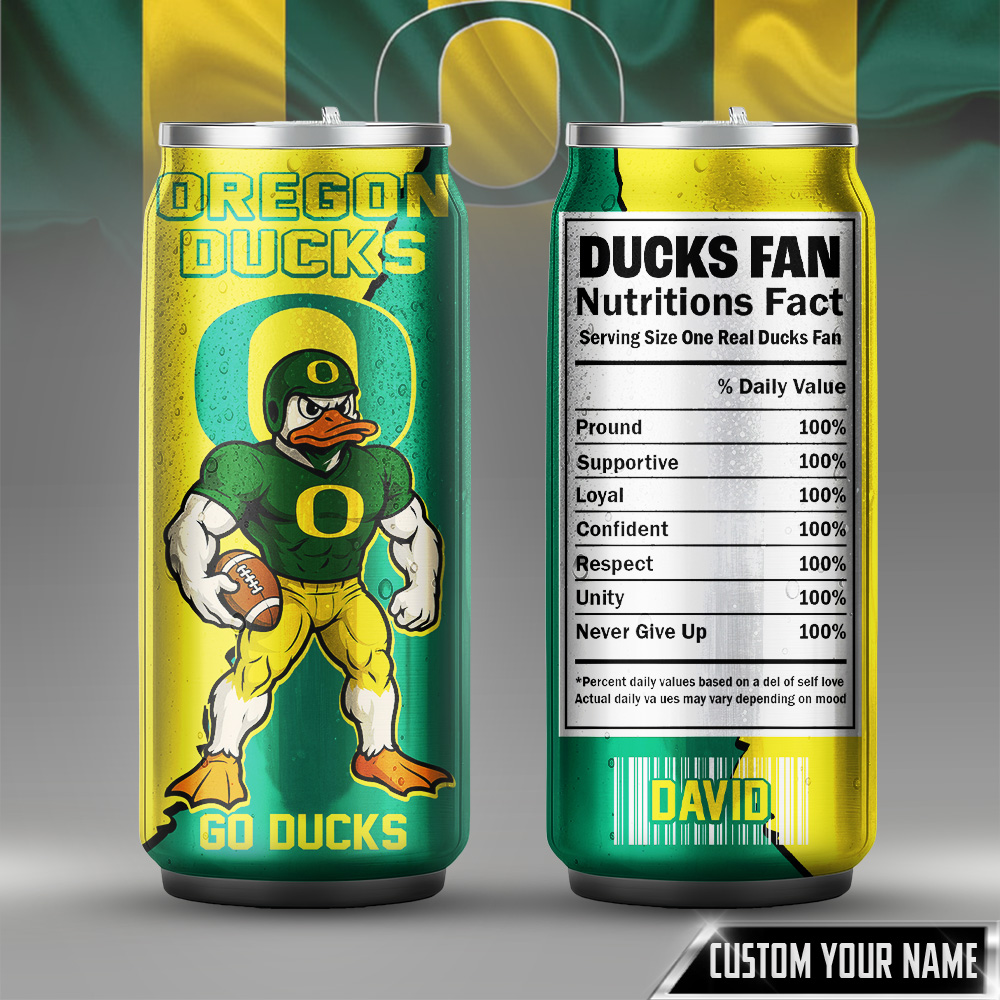 O
OREGON
DUCKS
O
O
O
GO DUCKS
DUCKS FAN
Nutritions Fact
Serving Size One Real Ducks Fan
% Daily Value
Pround 100%
Supportive 100%
Loyal 100%
Confident 100%
Respect 100%
Unity 100%
Never Give Up 100%
*Percent daily values based on a del of self love
Actual daily va ues may vary depending on mood
DAVID
CUSTOM YOUR NAME